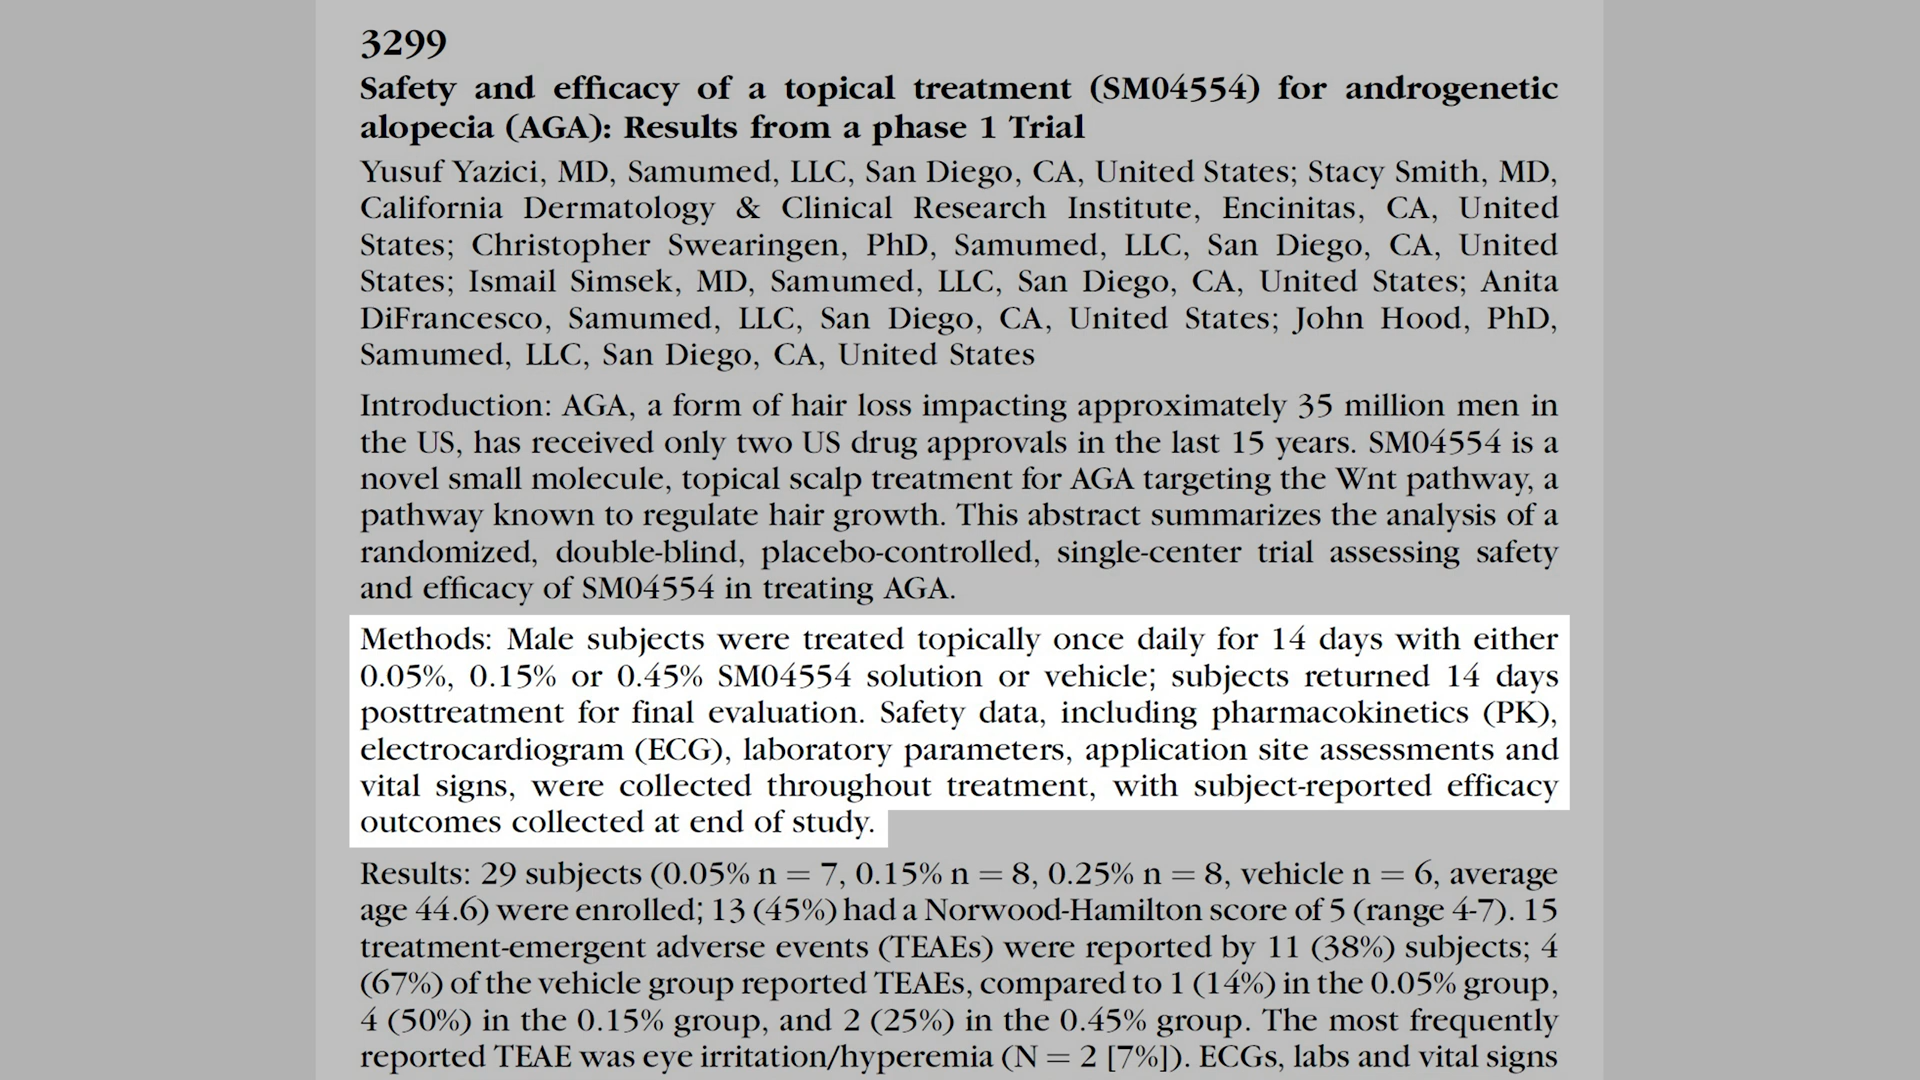 3299
Safety and efficacy of a topical treatment (SM04554) for androgenetic
alopecia (AGA): Results from a phase 1 Trial
Yusuf Yazici, MD, Samumed, LLC, San Diego, CA, United States; Stacy Smith, MD,
California Dermatology & Clinical Research Institute, Encinitas, CA, United
States; Christopher Swearingen, PhD, Samumed, LLC, San Diego, CA, United
States; Ismail Simsek, MD, Samumed, LLC, San Diego, CA, United States; Anita
DiFrancesco, Samumed, LLC, San Diego, CA, United States; John Hood, PhD,
Samumed, LLC, San Diego, CA, United States
Introduction: AGA, a form of hair loss impacting approximately 35 million men in
the US, has received only two US drug approvals in the last 15 years. SM04554 is a
novel small molecule, topical scalp treatment for AGA targeting the Wnt pathway, a
pathway known to regulate hair growth. This abstract summarizes the analysis of a
randomized, double-blind, placebo-controlled, single-center trial assessing safety
and efficacy of SM04554 in treating AGA.
Methods: Male subjects were treated topically once daily for 14 days with either
0.05%, 0.15% or 0.45% SM04554 solution or vehicle; subjects returned 14 days
posttreatment for final evaluation. Safety data, including pharmacokinetics (PK),
electrocardiogram (ECG), laboratory parameters, application site assessments and
vital signs, were collected throughout treatment, with subject-reported efficacy
outcomes collected at end of study.
Results: 29 subjects (0.05% n = 7, 0.15% n = 8, 0.25% n = 8, vehicle n = 6, average
age 44.6) were enrolled; 13 (45%) had a Norwood-Hamilton score of 5 (range 4-7). 15
treatment-emergent adverse events (TEAEs) were reported by 11 (38%) subjects; 4
(67%) of the vehicle group reported TEAEs, compared to 1 (14%) in the 0.05% group,
4 (50%) in the 0.15% group, and 2 (25%) in the 0.45% group. The most frequently
reported TEAE was eye irritation/hyperemia (N = 2 [7%]). ECGs, labs and vital signs